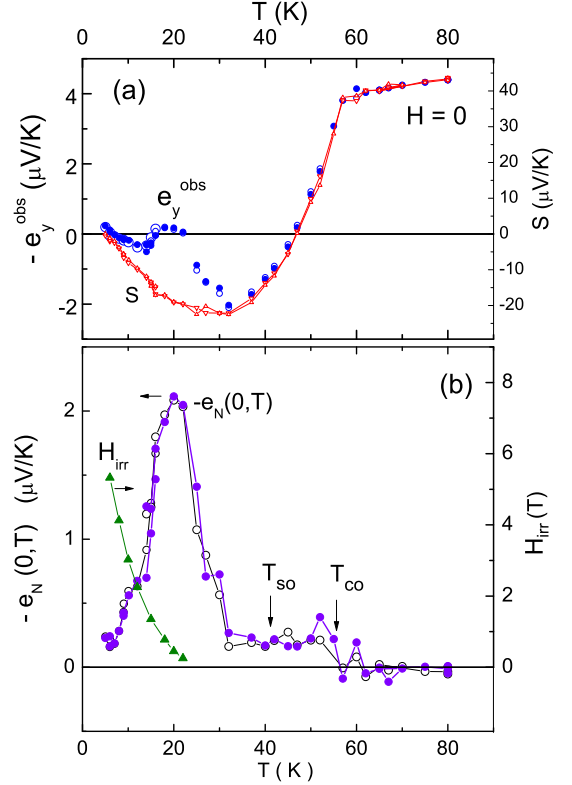 T (K)
0 20 40 60 80
(a)
H = 0
e_y^obs
S
- e_y^obs (μV/K)
4
2
0
-2
S (μV/K)
40
30
20
10
0
-10
-20
(b)
-e_N(0,T)
H_irr
T_so
T_co
- e_N (0,T) (μV/K)
2
1
0
H_irr (T)
8
6
4
2
0
0 20 40 60 80
T ( K)